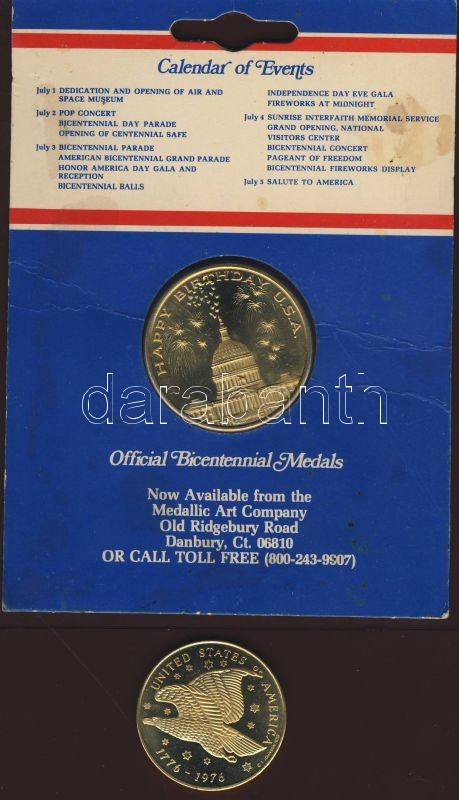 Calendar of Events
July 1 DEDICATION AND OPENING OF AIR AND
SPACE MUSEUM
July 2 POP CONCERT
BICENTENNIAL DAY PARADE
OPENING OF CENTENNIAL SAFE
July 3 BICENTENNIAL PARADE
AMERICAN BICENTENNIAL GRAND PARADE
HONOR AMERICA DAY GALA AND
RECEPTION
BICENTENNIAL BALLS
INDEPENDENCE DAY EVE GALA
FIREWORKS AT MIDNIGHT
July 4 SUNRISE INTERFAITH MEMORIAL SERVICE
GRAND OPENING, NATIONAL
VISITORS CENTER
BICENTENNIAL CONCERT
PAGEANT OF FREEDOM
BICENTENNIAL FIREWORKS DISPLAY
July 5 SALUTE TO AMERICA
HAPPY BIRTHDAY U.S.A.
darabanth
Official Bicentennial Medals
Now Available from the
Medallic Art Company
Old Ridgebury Road
Danbury, Ct. 06810
OR CALL TOLL FREE (800-243-9907)
UNITED STATES OF AMERICA
1776-1976